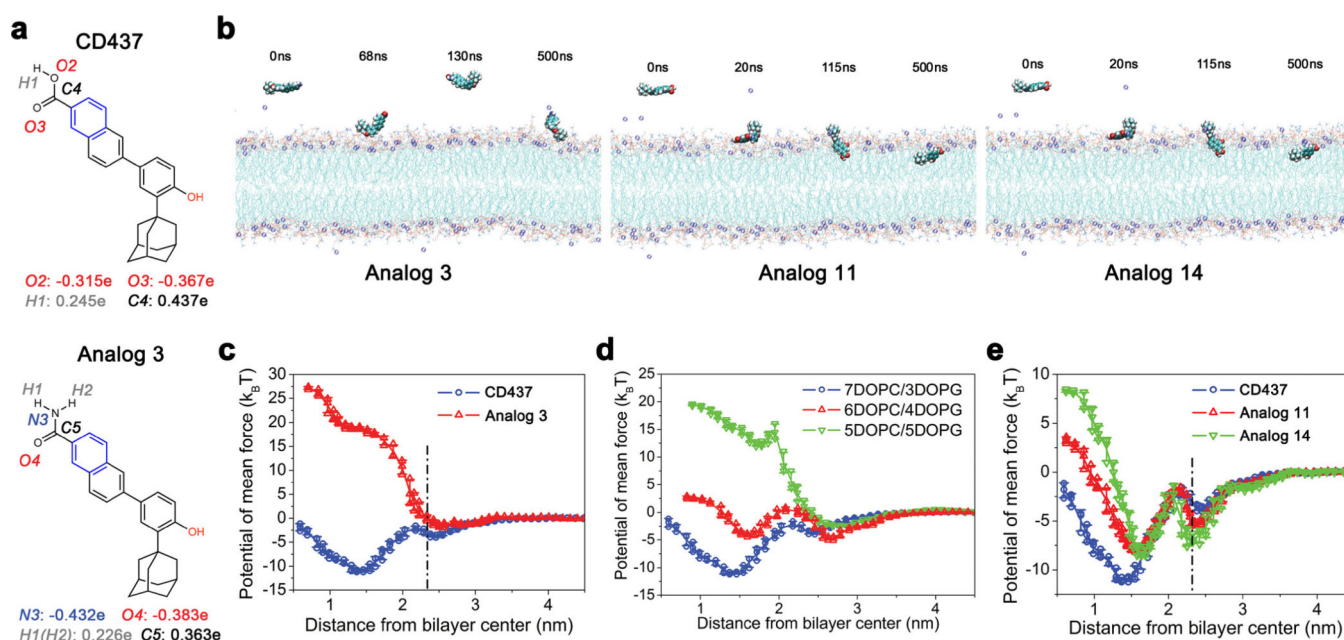 a
CD437
H
O2
H1
C4
O
O3
OH
O2: -0.315e O3: -0.367e
H1: 0.245e C4: 0.437e
Analog 3
H1 H2
H N H
N3
C5
O
O4
OH
N3: -0.432e O4: -0.383e
H1(H2): 0.226e C5: 0.363e
b
0ns 68ns 130ns 500ns
Analog 3
0ns 20ns 115ns 500ns
Analog 11
0ns 20ns 115ns 500ns
Analog 14
c
Potential of mean force (kBT)
30
25
20
15
10
5
0
-5
-10
-15
CD437
Analog 3
1 2 3 4
Distance from bilayer center (nm)
d
Potential of mean force (kBT)
25
20
15
10
5
0
-5
-10
-15
7DOPC/3DOPG
6DOPC/4DOPG
5DOPC/5DOPG
1 2 3 4
Distance from bilayer center (nm)
e
Potential of mean force (kBT)
10
5
0
-5
-10
CD437
Analog 11
Analog 14
1 2 3 4
Distance from bilayer center (nm)